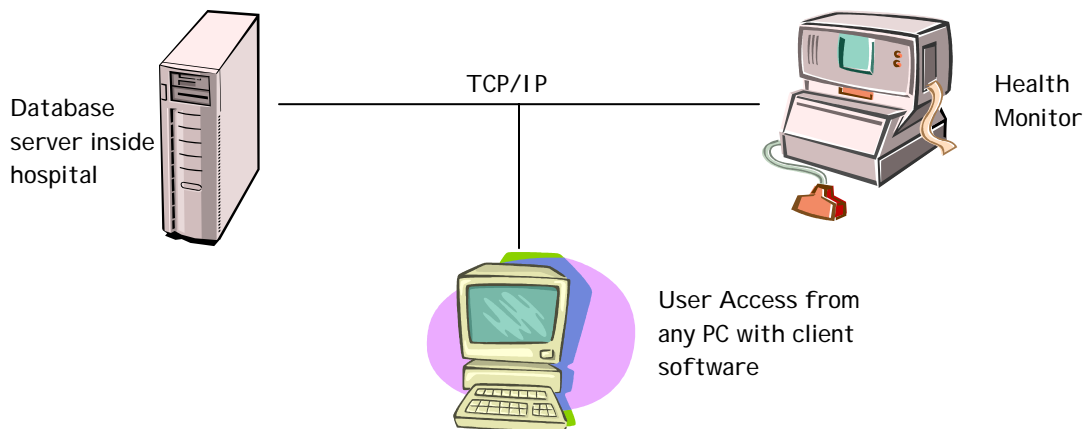 TCP/IP
Database
server inside
hospital
Health
Monitor
User Access from
any PC with client
software